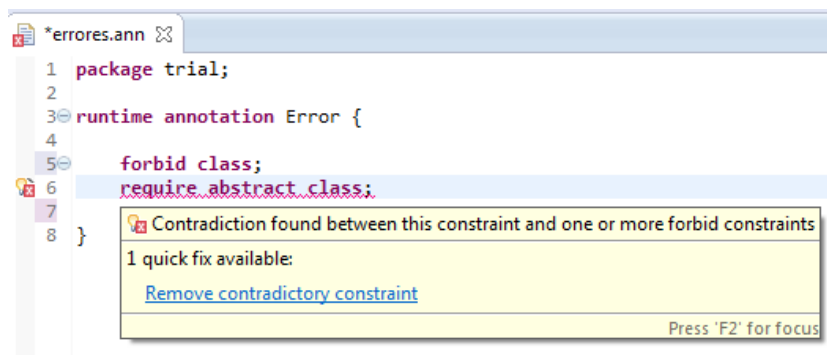 *errores.ann
1 package trial;
2
3 runtime annotation Error {
4
5 forbid class;
6 require abstract class;
7
8 }
Contradiction found between this constraint and one or more forbid constraints
1 quick fix available:
Remove contradictory constraint
Press 'F2' for focus